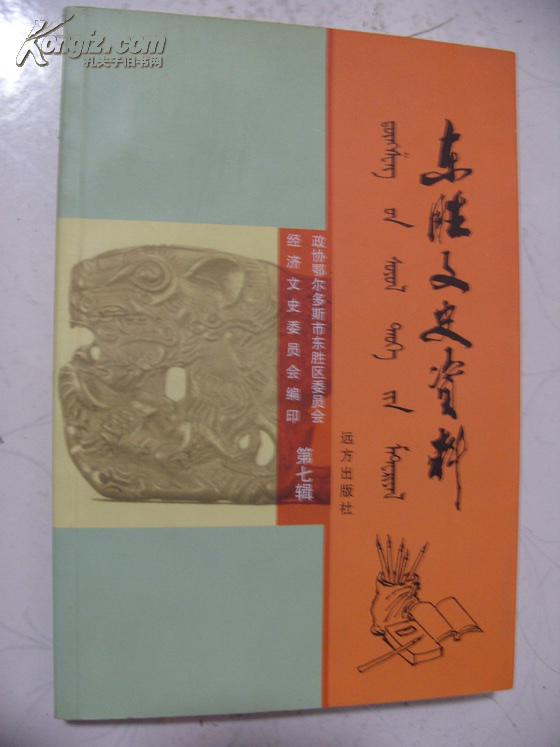 Kongfz.com
孔夫子旧书网
东胜文史资料
政协鄂尔多斯市东胜区委员会
经济文史委员会编印
第七辑
远方出版社